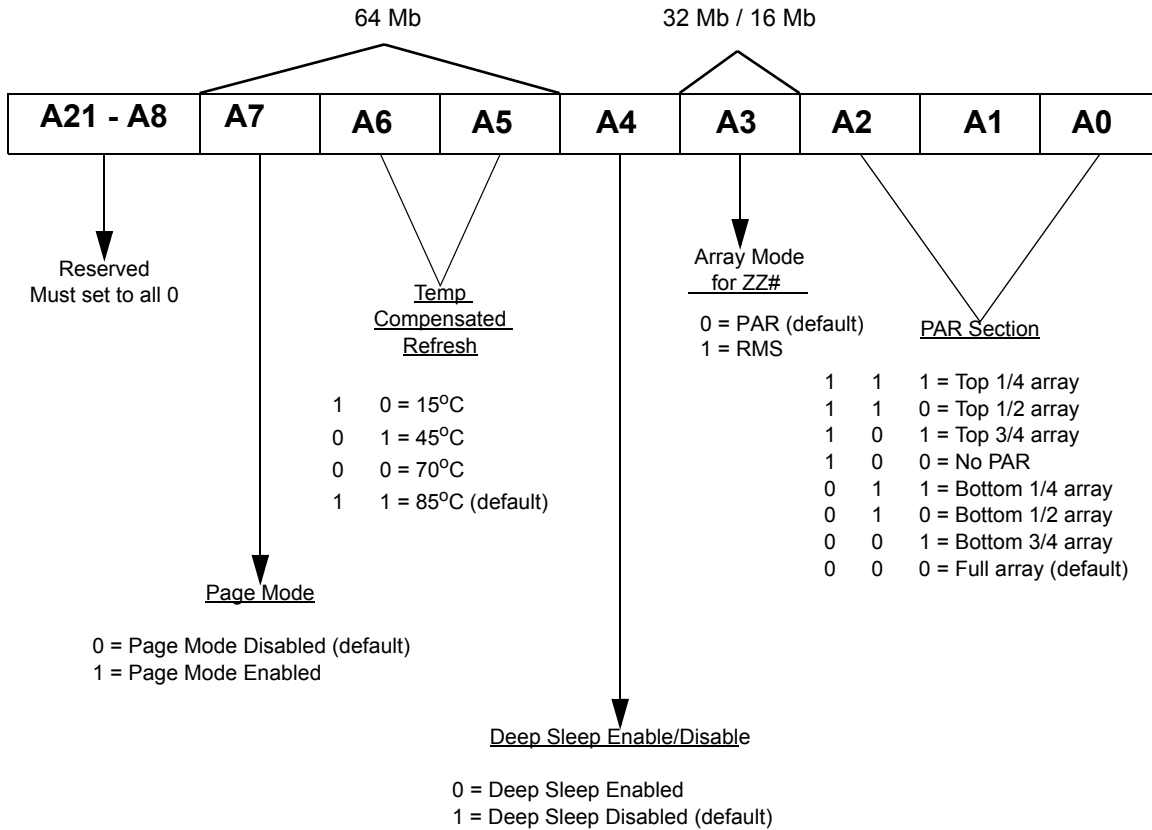 64 Mb
32 Mb / 16 Mb
A21 - A8 A7 A6 A5 A4 A3 A2 A1 A0
Reserved
Must set to all 0
Temp
Compensated
Refresh
1 0 = 15°C
0 1 = 45°C
0 0 = 70°C
1 1 = 85°C (default)
Array Mode
for ZZ#
0 = PAR (default)
1 = RMS
PAR Section
1 1 1 = Top 1/4 array
1 1 0 = Top 1/2 array
1 0 1 = Top 3/4 array
1 0 0 = No PAR
0 1 1 = Bottom 1/4 array
0 1 0 = Bottom 1/2 array
0 0 1 = Bottom 3/4 array
0 0 0 = Full array (default)
Page Mode
0 = Page Mode Disabled (default)
1 = Page Mode Enabled
Deep Sleep Enable/Disable
0 = Deep Sleep Enabled
1 = Deep Sleep Disabled (default)